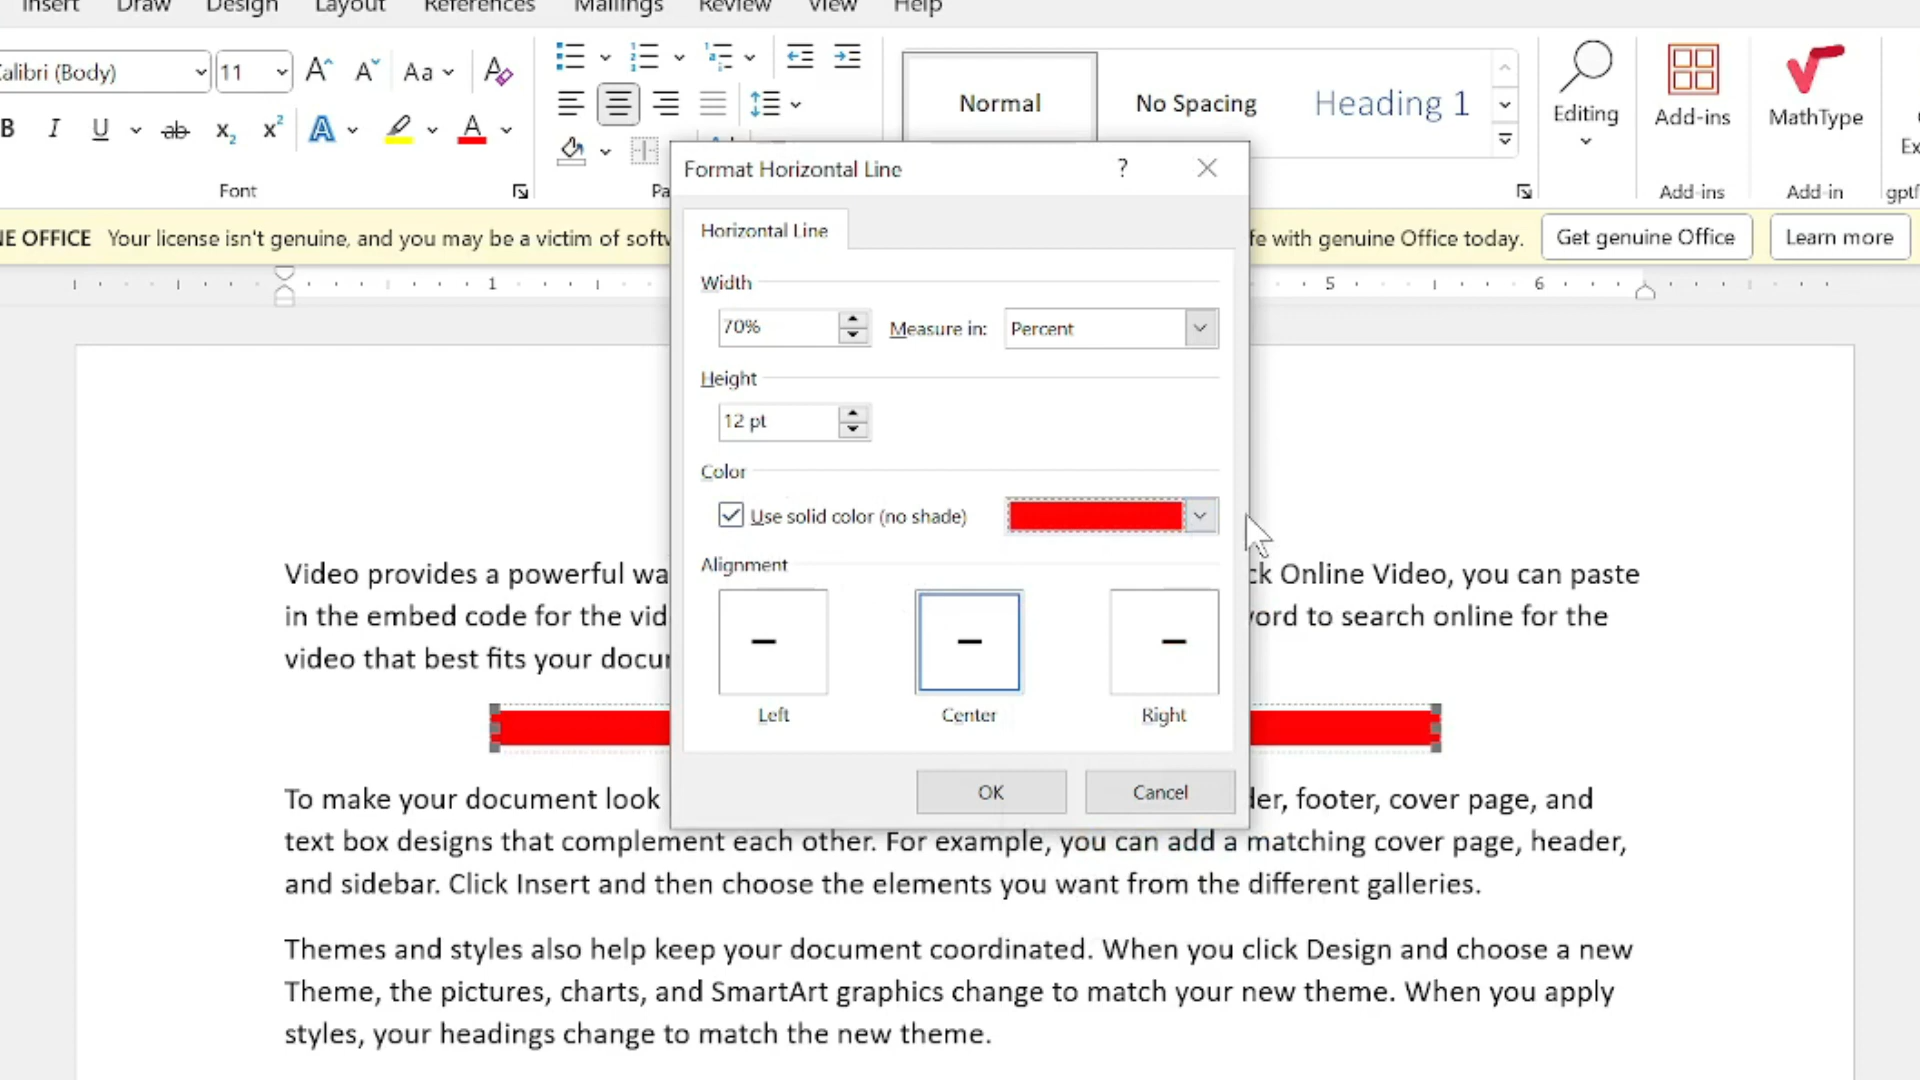 Insert Draw Design Layout References Mailings Review View Help
Calibri (Body) 11 A A Aa A
Normal No Spacing Heading 1 Editing Add-ins MathType
B I U ab x2 x2 A A
Font Add-ins Add-in
Format Horizontal Line ?
OFFICE Your license isn't genuine, and you may be a victim of with genuine Office today. Get genuine Office Learn more
Horizontal Line
1 5 6
Width
70% Measure in: Percent
Height
12 pt
Color
Use solid color (no shade)
Alignment
Left Center Right
OK Cancel
Video provides a powerful Online Video, you can paste
in the embed code for the to search online for the
video that best fits your
To make your document look footer, cover page, and
text box designs that complement each other. For example, you can add a matching cover page, header,
and sidebar. Click Insert and then choose the elements you want from the different galleries.
Themes and styles also help keep your document coordinated. When you click Design and choose a new
Theme, the pictures, charts, and SmartArt graphics change to match your new theme. When you apply
styles, your headings change to match the new theme.